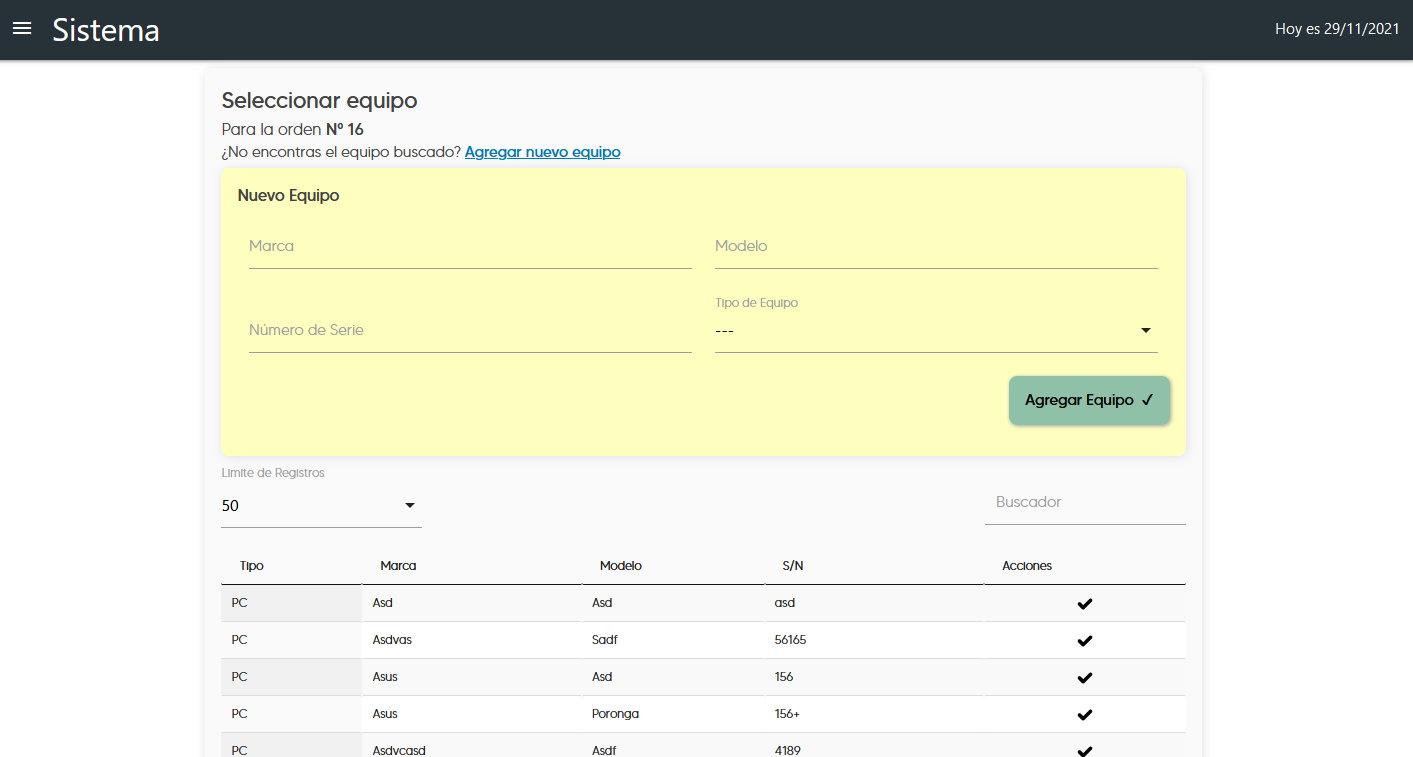 Sistema
Hoy es 29/11/2021
Seleccionar equipo
Para la orden Nº 16
¿No encontras el equipo buscado? Agregar nuevo equipo
Nuevo Equipo
Marca Modelo
Tipo de Equipo
Número de Serie ---
Agregar Equipo ✓
Limite de Registros
50 Buscador
Tipo Marca Modelo S/N Acciones
PC Asd Asd asd
PC Asdvas Sadf 56165
PC Asus Asd 156
PC Asus Poronga 156+
PC Asdvcasd Asdf 4189